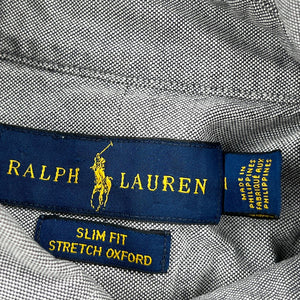 RALPH LAUREN
MADE IN
PHILIPPINES
FABRIQUÉ AUX
PHILIPPINES
SLIM FIT
STRETCH OXFORD